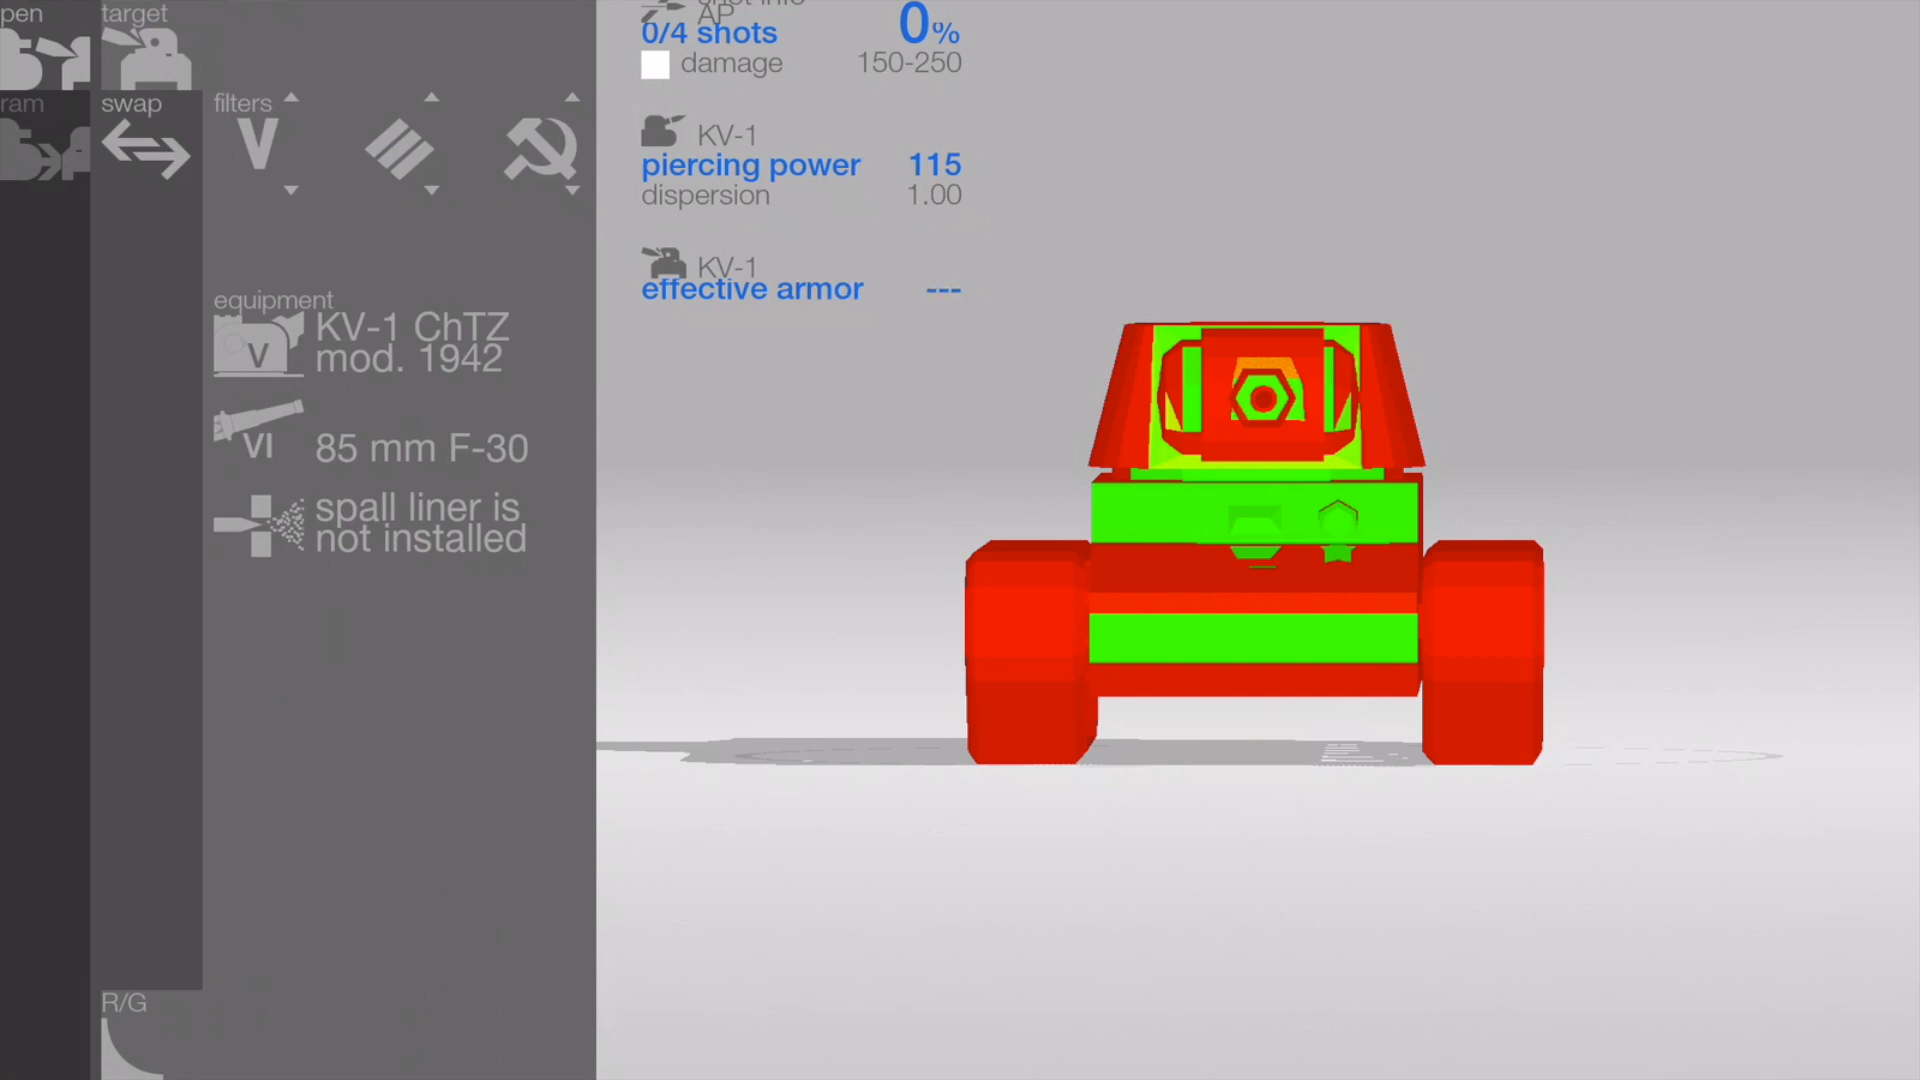 pen
target
shot info
AP
0/4 shots
0%
damage
150-250
ram
swap
filters
V
KV-1
piercing power
115
dispersion
1.00
KV-1
effective armor
---
equipment
V
KV-1 ChTZ
mod. 1942
VI
85 mm F-30
spall liner is
not installed
R/G